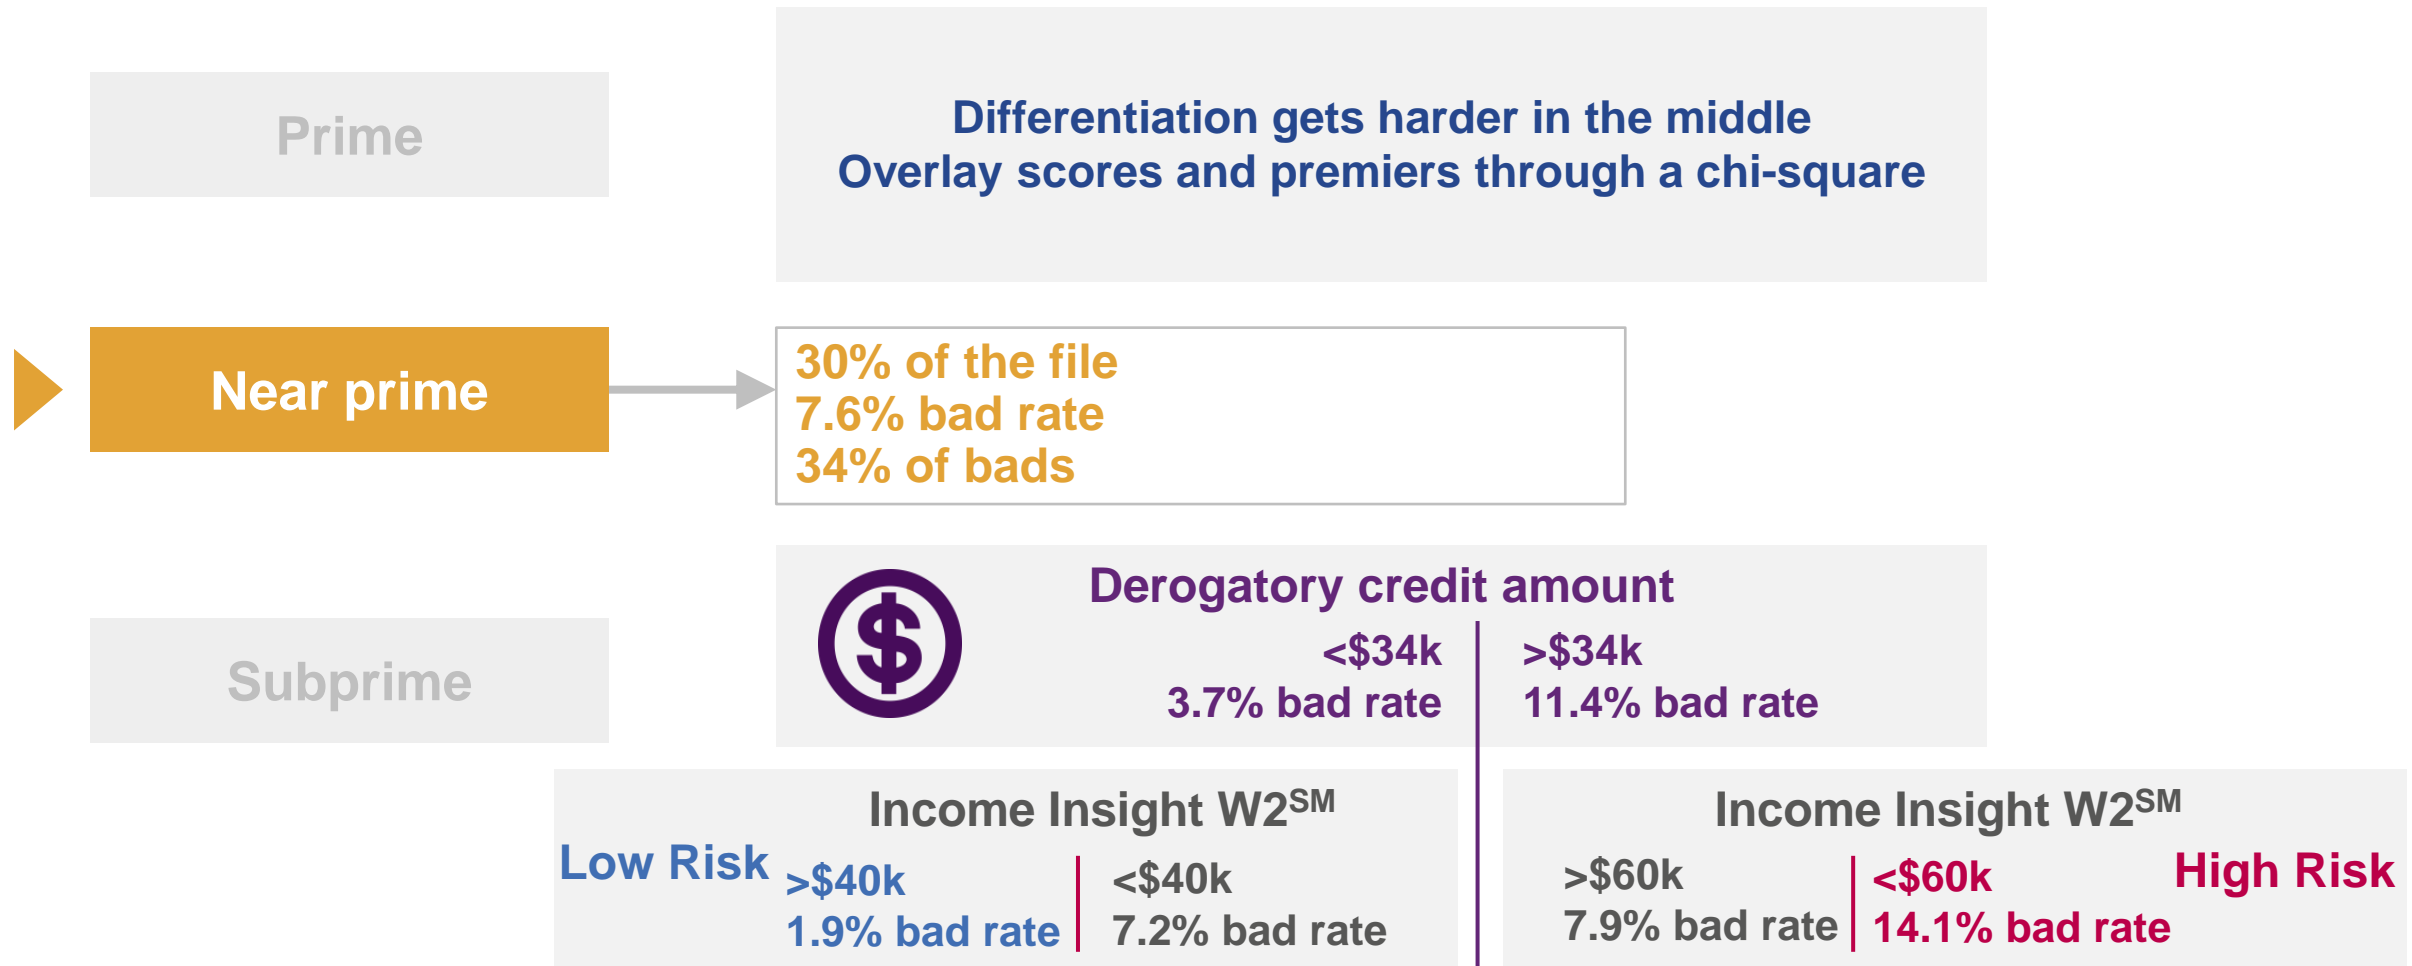 Prime
Differentiation gets harder in the middle
Overlay scores and premiers through a chi-square
Near prime
30% of the file
7.6% bad rate
34% of bads
Subprime
$
Derogatory credit amount
<$34k
3.7% bad rate
>$34k
11.4% bad rate
Income Insight W2SM
Low Risk
>$40k
1.9% bad rate
<$40k
7.2% bad rate
Income Insight W2SM
>$60k
7.9% bad rate
<$60k
14.1% bad rate
High Risk